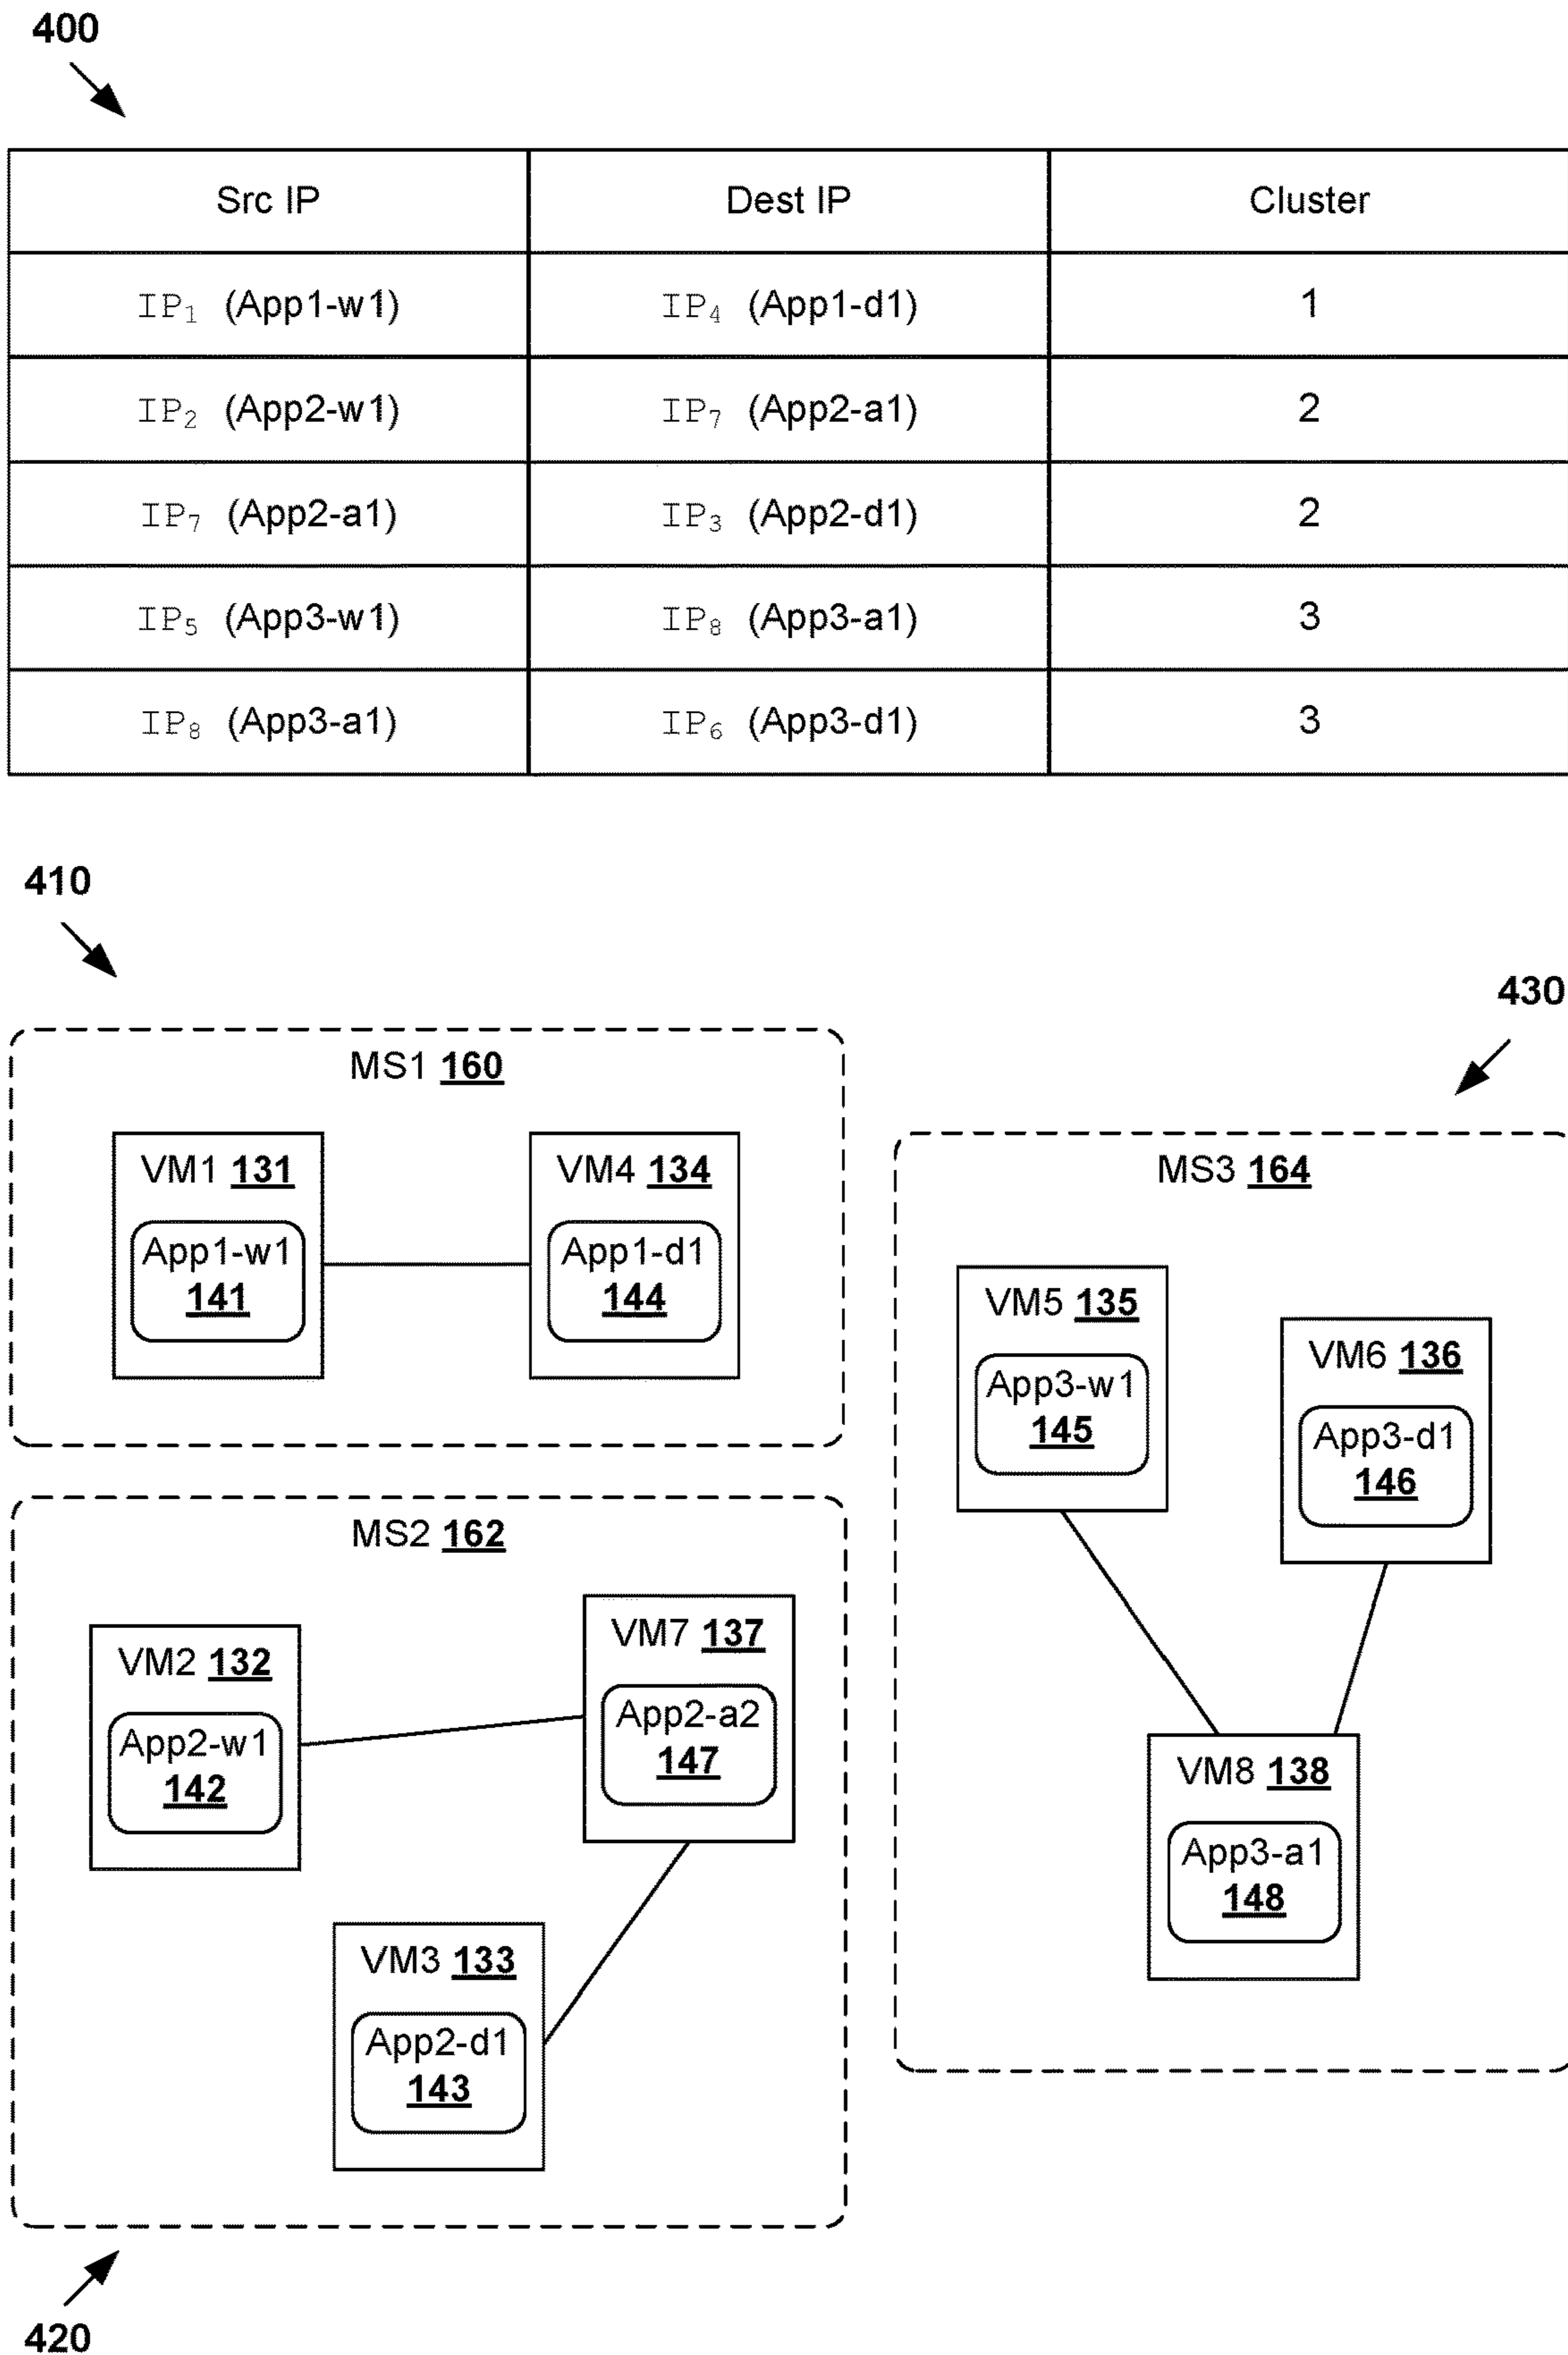 400
Src IP Dest IP Cluster
IP₁ (App1-w1) IP₄ (App1-d1) 1
IP₂ (App2-w1) IP₇ (App2-a1) 2
IP₇ (App2-a1) IP₃ (App2-d1) 2
IP₅ (App3-w1) IP₈ (App3-a1) 3
IP₈ (App3-a1) IP₆ (App3-d1) 3
410
MS1 160
VM1 131
App1-w1
141
VM4 134
App1-d1
144
MS2 162
VM2 132
App2-w1
142
VM7 137
App2-a2
147
VM3 133
App2-d1
143
420
430
MS3 164
VM5 135
App3-w1
145
VM6 136
App3-d1
146
VM8 138
App3-a1
148